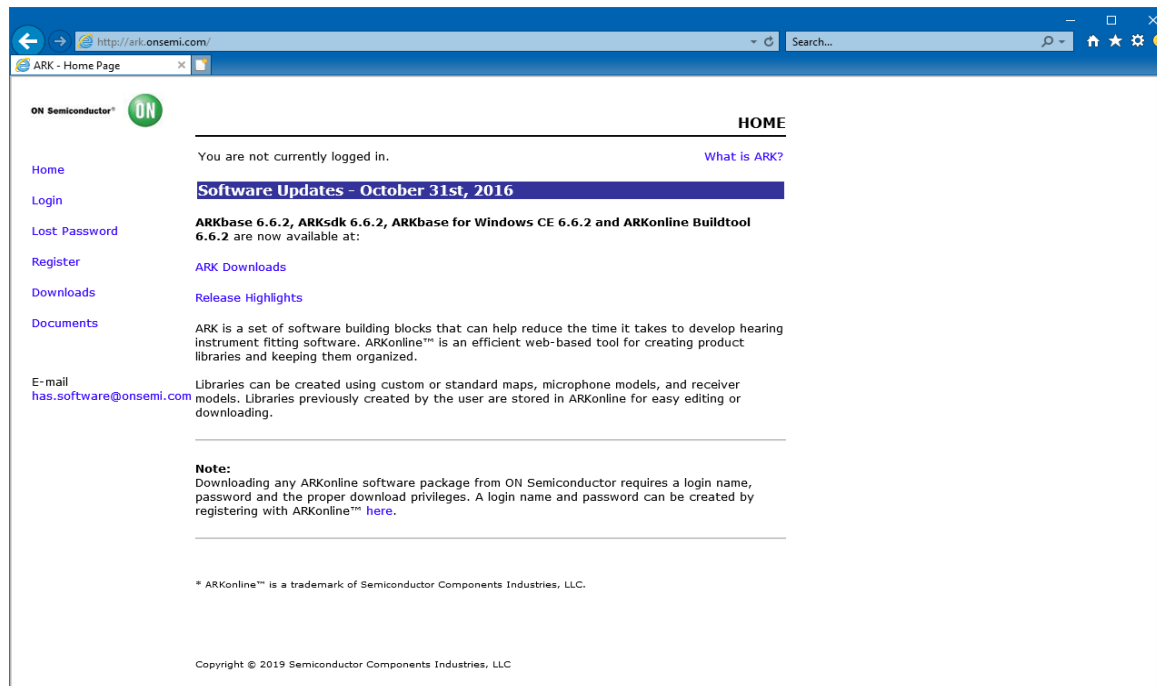 http://ark.onsemi.com/
Search...
ARK - Home Page
ON Semiconductor®
ON
HOME
You are not currently logged in.
What is ARK?
Home
Login
Lost Password
Register
Downloads
Documents
E-mail
has.software@onsemi.com
Software Updates - October 31st, 2016
ARKbase 6.6.2, ARKsdk 6.6.2, ARKbase for Windows CE 6.6.2 and ARKonline Buildtool
6.6.2 are now available at:
ARK Downloads
Release Highlights
ARK is a set of software building blocks that can help reduce the time it takes to develop hearing
instrument fitting software. ARKonline™ is an efficient web-based tool for creating product
libraries and keeping them organized.
Libraries can be created using custom or standard maps, microphone models, and receiver
models. Libraries previously created by the user are stored in ARKonline for easy editing or
downloading.
Note:
Downloading any ARKonline software package from ON Semiconductor requires a login name,
password and the proper download privileges. A login name and password can be created by
registering with ARKonline™ here.
* ARKonline™ is a trademark of Semiconductor Components Industries, LLC.
Copyright © 2019 Semiconductor Components Industries, LLC